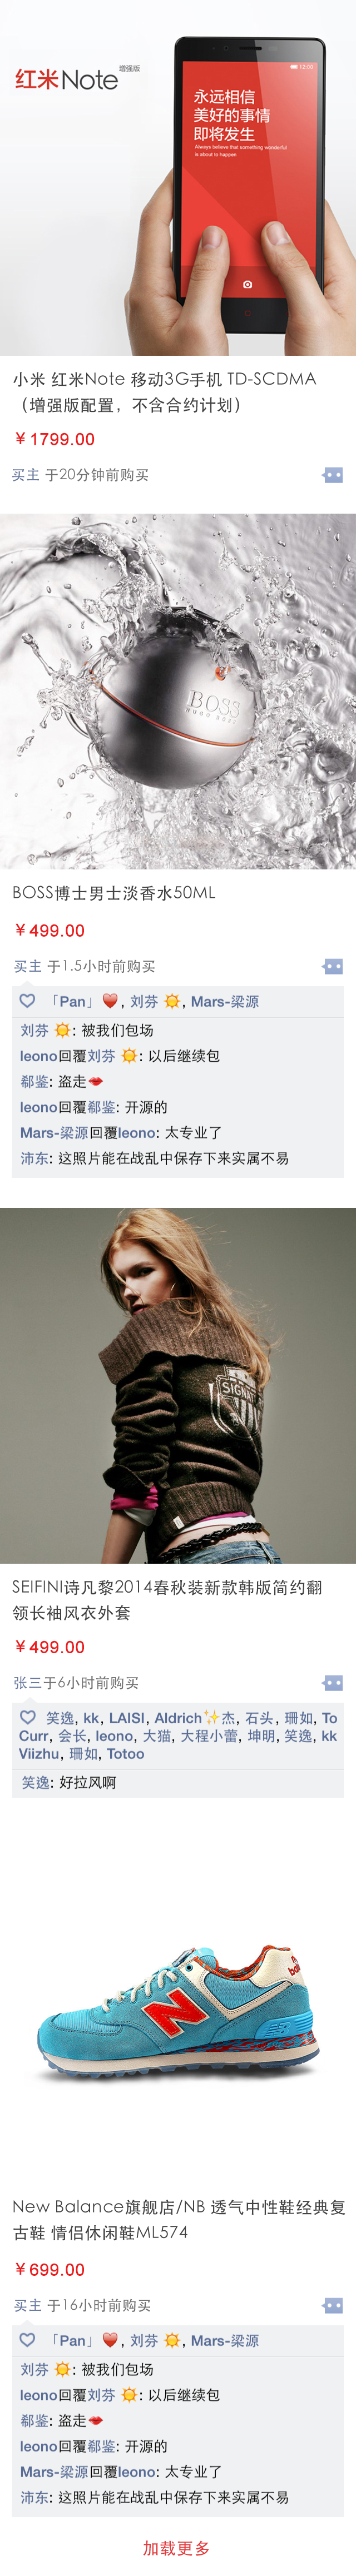 红米Note 增强版
12:00
永远相信
美好的事情
即将发生
Always believe that something wonderful
is about to happen
小米 红米Note 移动3G手机 TD-SCDMA
（增强版配置，不含合约计划）
￥1799.00
买主 于20分钟前购买
BOSS
HUGO BOSS
BOSS博士男士淡香水50ML
￥499.00
买主 于1.5小时前购买
「Pan」❤️, 刘芬 ☀️, Mars-梁源
刘芬 ☀️: 被我们包场
leono回覆刘芬 ☀️: 以后继续包
郗鉴: 盗走💋
leono回覆郗鉴: 开源的
Mars-梁源回覆leono: 太专业了
沛东: 这照片能在战乱中保存下来实属不易
SIGN
SEIFINI诗凡黎2014春秋装新款韩版简约翻
领长袖风衣外套
￥499.00
张三于6小时前购买
笑逸, kk, LAISI, Aldrich✨杰, 石头, 珊如, To
Curr, 会长, leono, 大猫, 大程小蕾, 坤明, 笑逸, kk
Viizhu, 珊如, Totoo
笑逸: 好拉风啊
N
New Balance旗舰店/NB 透气中性鞋经典复
古鞋 情侣休闲鞋ML574
￥699.00
买主 于16小时前购买
「Pan」❤️, 刘芬 ☀️, Mars-梁源
刘芬 ☀️: 被我们包场
leono回覆刘芬 ☀️: 以后继续包
郗鉴: 盗走💋
leono回覆郗鉴: 开源的
Mars-梁源回覆leono: 太专业了
沛东: 这照片能在战乱中保存下来实属不易
加载更多